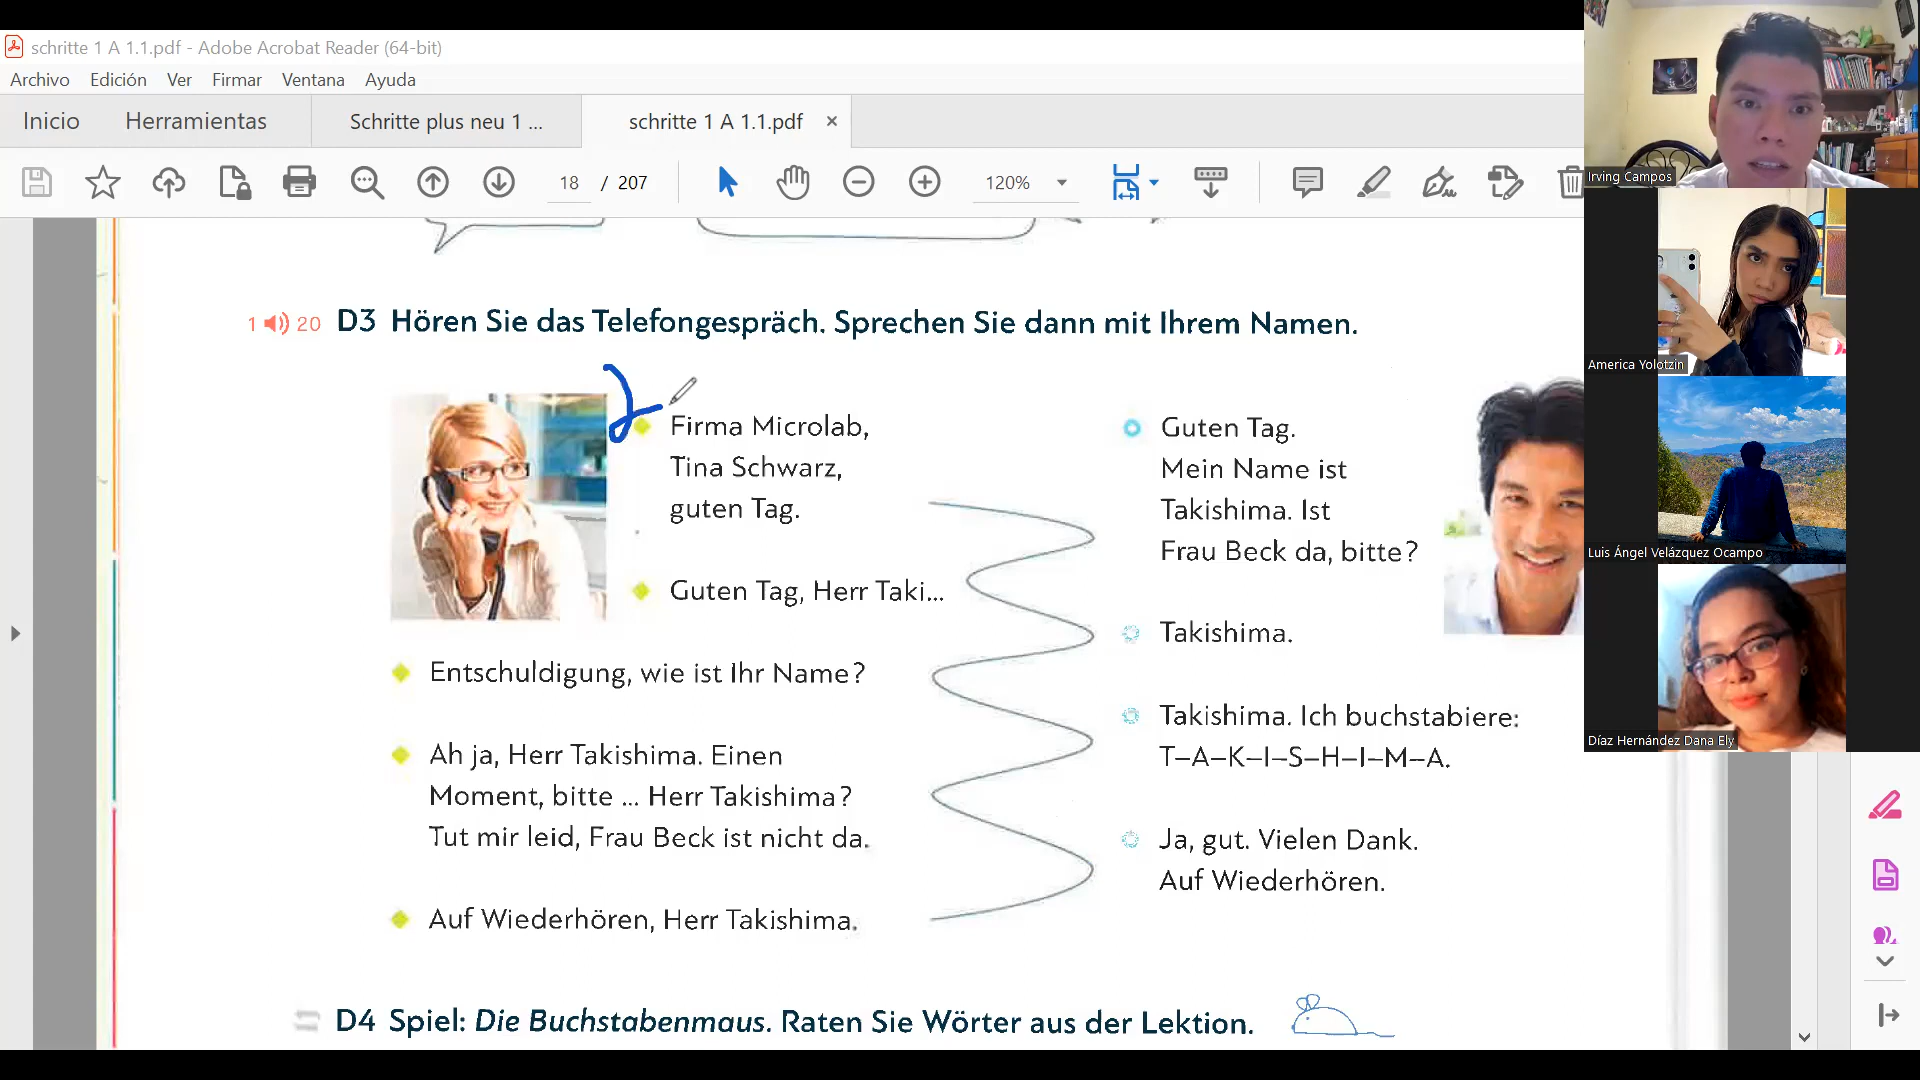 schritte 1 A 1.1.pdf - Adobe Acrobat Reader (64-bit)
Archivo Edición Ver Firmar Ventana Ayuda
Inicio Herramientas Schritte plus neu 1 ... schritte 1 A 1.1.pdf ×
18 / 207 120%
1 20 D3 Hören Sie das Telefongespräch. Sprechen Sie dann mit Ihrem Namen.
Firma Microlab,
Tina Schwarz,
guten Tag.
Guten Tag.
Mein Name ist
Takishima. Ist
Frau Beck da, bitte?
Guten Tag, Herr Taki...
Takishima.
Entschuldigung, wie ist Ihr Name?
Takishima. Ich buchstabiere:
T–A–K–I–S–H–I–M–A.
Ah ja, Herr Takishima. Einen
Moment, bitte ... Herr Takishima?
Tut mir leid, Frau Beck ist nicht da.
Ja, gut. Vielen Dank.
Auf Wiederhören.
Auf Wiederhören, Herr Takishima.
D4 Spiel: Die Buchstabenmaus. Raten Sie Wörter aus der Lektion.
Irving Campos
America Yolotzin
Luis Ángel Velázquez Ocampo
Díaz Hernández Dana Ely